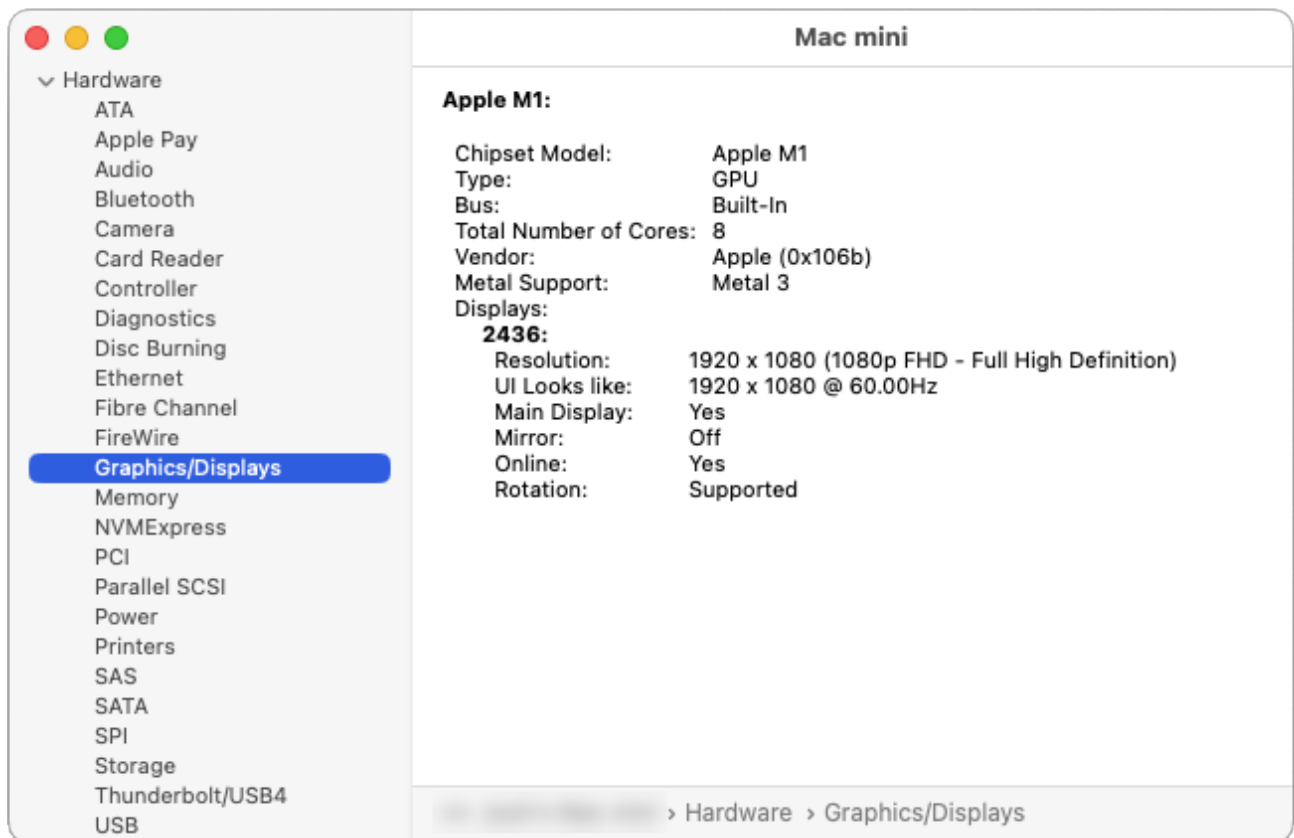 Mac mini
Hardware
ATA
Apple Pay
Audio
Bluetooth
Camera
Card Reader
Controller
Diagnostics
Disc Burning
Ethernet
Fibre Channel
FireWire
Graphics/Displays
Memory
NVMExpress
PCI
Parallel SCSI
Power
Printers
SAS
SATA
SPI
Storage
Thunderbolt/USB4
USB
Apple M1:
Chipset Model: Apple M1
Type: GPU
Bus: Built-In
Total Number of Cores: 8
Vendor: Apple (0x106b)
Metal Support: Metal 3
Displays:
2436:
Resolution: 1920 x 1080 (1080p FHD - Full High Definition)
UI Looks like: 1920 x 1080 @ 60.00Hz
Main Display: Yes
Mirror: Off
Online: Yes
Rotation: Supported
› Hardware › Graphics/Displays